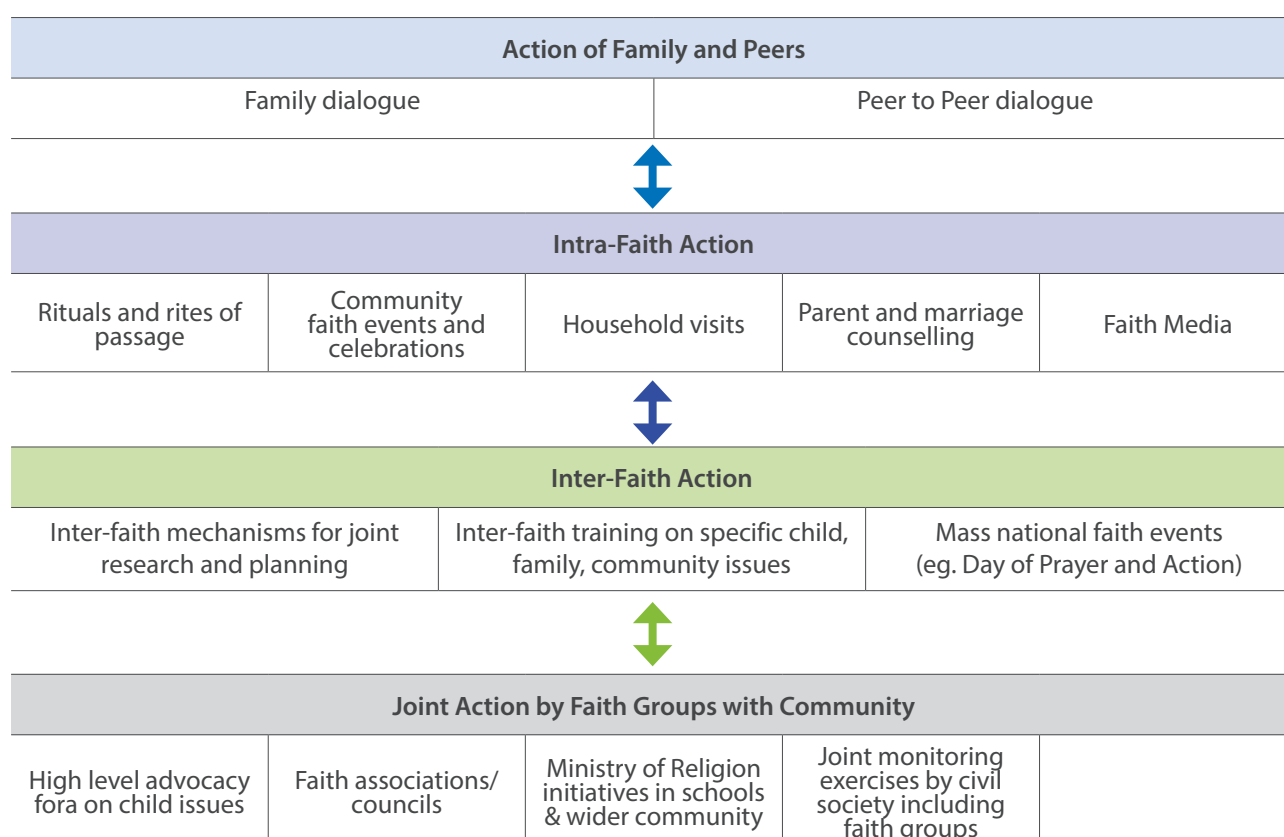 Action of Family and Peers
Family dialogue
Peer to Peer dialogue
Intra-Faith Action
Rituals and rites of
passage
Community
faith events and
celebrations
Household visits
Parent and marriage
counselling
Faith Media
Inter-Faith Action
Inter-faith mechanisms for joint
research and planning
Inter-faith training on specific child,
family, community issues
Mass national faith events
(eg. Day of Prayer and Action)
Joint Action by Faith Groups with Community
High level advocacy
fora on child issues
Faith associations/
councils
Ministry of Religion
initiatives in schools
& wider community
Joint monitoring
exercises by civil
society including
faith groups